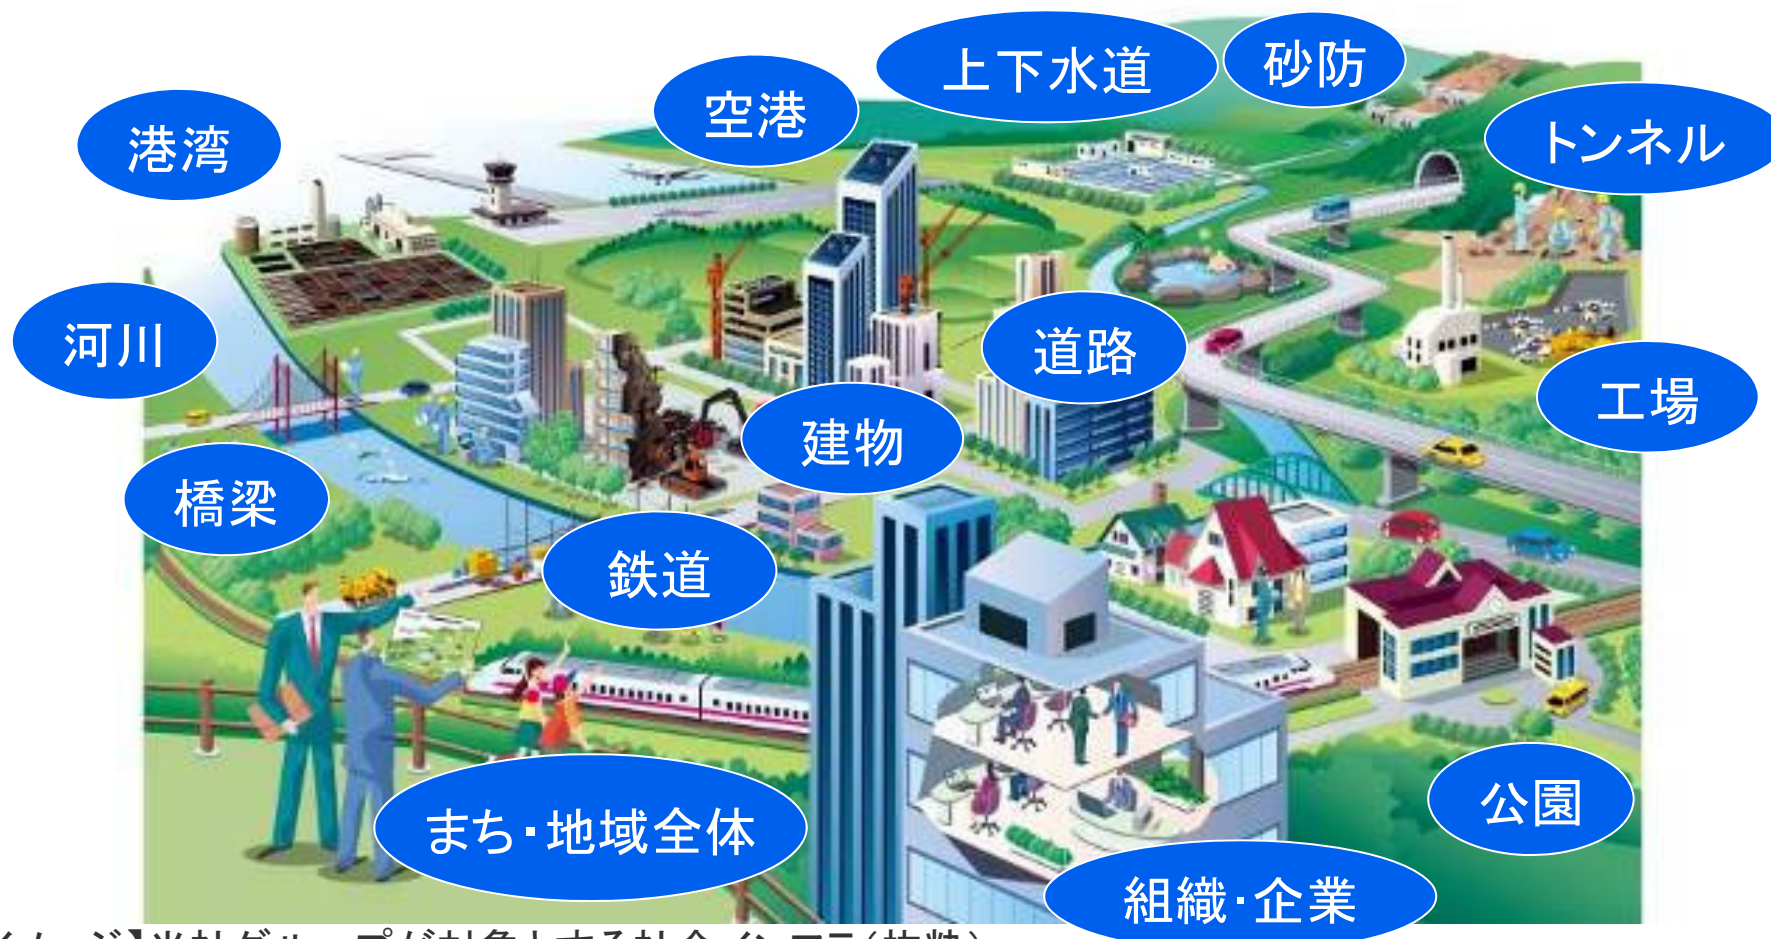 上下水道
砂防
空港
港湾
トンネル
河川
道路
工場
建物
橋梁
鉄道
公園
まち・地域全体
組織・企業